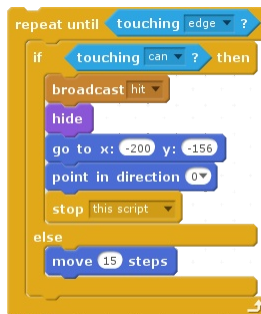 repeat until touching edge ?
if touching can ? then
broadcast hit
hide
go to x: -200 y: -156
point in direction 0
stop this script
else
move 15 steps